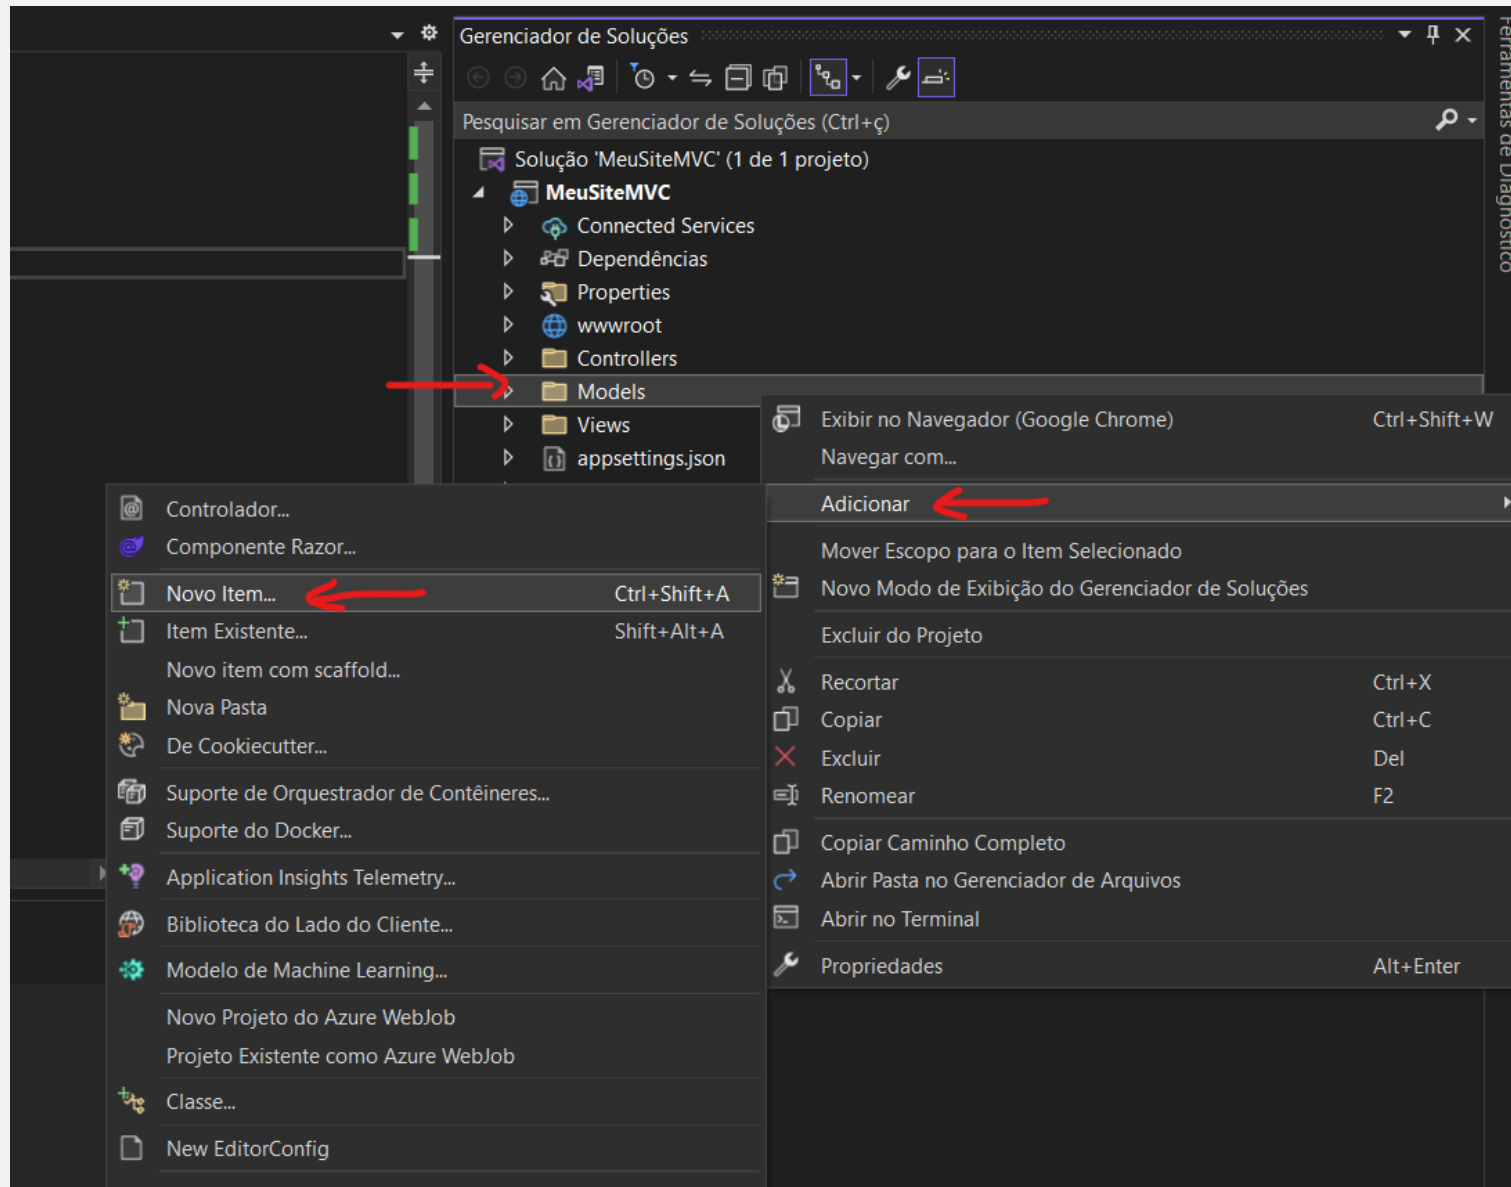 Gerenciador de Soluções
Pesquisar em Gerenciador de Soluções (Ctrl+ç)
Solução 'MeuSiteMVC' (1 de 1 projeto)
MeuSiteMVC
Connected Services
Dependências
Properties
wwwroot
Controllers
Models
Views
appsettings.json
Exibir no Navegador (Google Chrome) Ctrl+Shift+W
Navegar com...
Adicionar
Mover Escopo para o Item Selecionado
Novo Modo de Exibição do Gerenciador de Soluções
Excluir do Projeto
Recortar Ctrl+X
Copiar Ctrl+C
Excluir Del
Renomear F2
Copiar Caminho Completo
Abrir Pasta no Gerenciador de Arquivos
Abrir no Terminal
Propriedades Alt+Enter
Controlador...
Componente Razor...
Novo Item... Ctrl+Shift+A
Item Existente... Shift+Alt+A
Novo item com scaffold...
Nova Pasta
De Cookiecutter...
Suporte de Orquestrador de Contêineres...
Suporte do Docker...
Application Insights Telemetry...
Biblioteca do Lado do Cliente...
Modelo de Machine Learning...
Novo Projeto do Azure WebJob
Projeto Existente como Azure WebJob
Classe...
New EditorConfig
Ferramentas de Diagnóstico